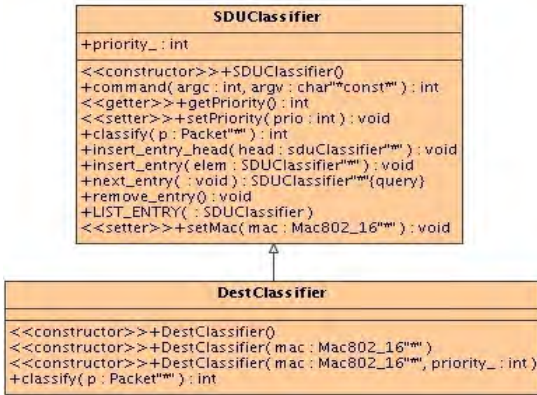 SDUClassifier
+priority_ : int
<<constructor>>+SDUClassifier()
+command( argc : int, argv : char"*const*" ) : int
<<getter>>+getPriority() : int
<<setter>>+setPriority( prio : int ) : void
+classify( p : Packet"*" ) : int
+insert_entry_head( head : sduClassifier"*" ) : void
+insert_entry( elem : SDUClassifier"*" ) : void
+next_entry( : void ) : SDUClassifier"*"{query}
+remove_entry() : void
+LIST_ENTRY( : SDUClassifier )
<<setter>>+setMac( mac : Mac802_16"*" ) : void
DestClassifier
<<constructor>>+DestClassifier()
<<constructor>>+DestClassifier( mac : Mac802_16"*" )
<<constructor>>+DestClassifier( mac : Mac802_16"*", priority_ : int )
+classify( p : Packet"*" ) : int